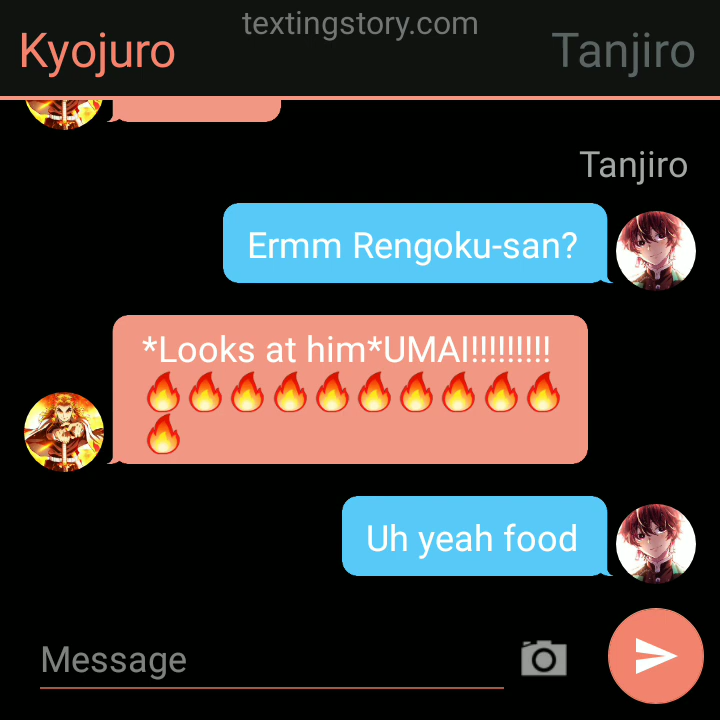 textingstory.com
Kyojuro
Tanjiro
Tanjiro
Ermm Rengoku-san?
*Looks at him*UMAI!!!!!!!!!!
🔥🔥🔥🔥🔥🔥🔥🔥🔥🔥
🔥
Uh yeah food
Message